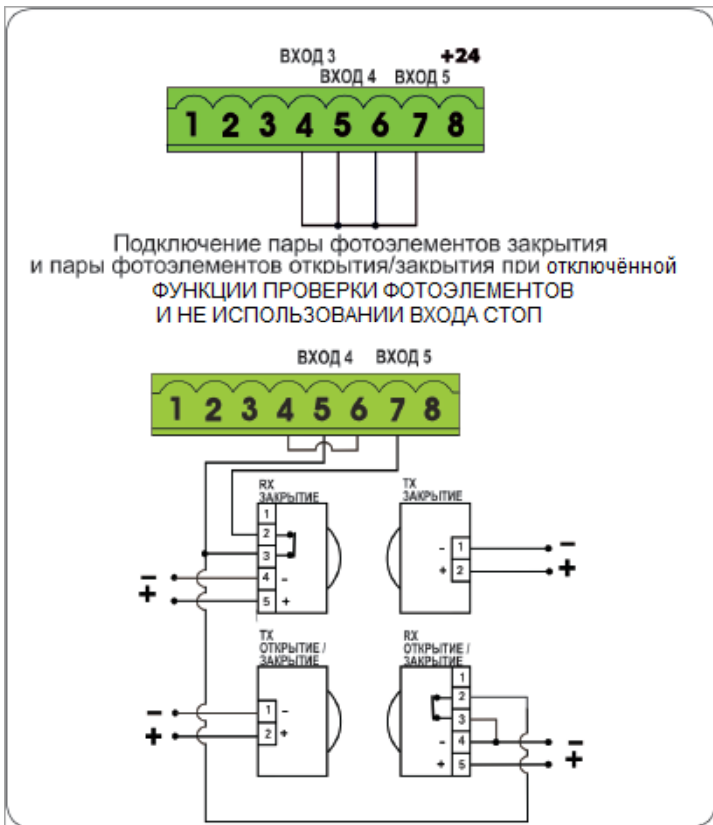 ВХОД 3 +24
ВХОД 4 ВХОД 5
1 2 3 4 5 6 7 8
Подключение пары фотоэлементов закрытия
и пары фотоэлементов открытия/закрытия при отключённой
ФУНКЦИИ ПРОВЕРКИ ФОТОЭЛЕМЕНТОВ
И НЕ ИСПОЛЬЗОВАНИИ ВХОДА СТОП
ВХОД 4 ВХОД 5
1 2 3 4 5 6 7 8
RX
ЗАКРЫТИЕ
1
2
3
4 -
5 +
-
+
TX
ЗАКРЫТИЕ
- 1
+ 2
-
+
TX
ОТКРЫТИЕ /
ЗАКРЫТИЕ
1 -
2 +
-
+
RX
ОТКРЫТИЕ /
ЗАКРЫТИЕ
1
2
3
- 4
+ 5
-
+